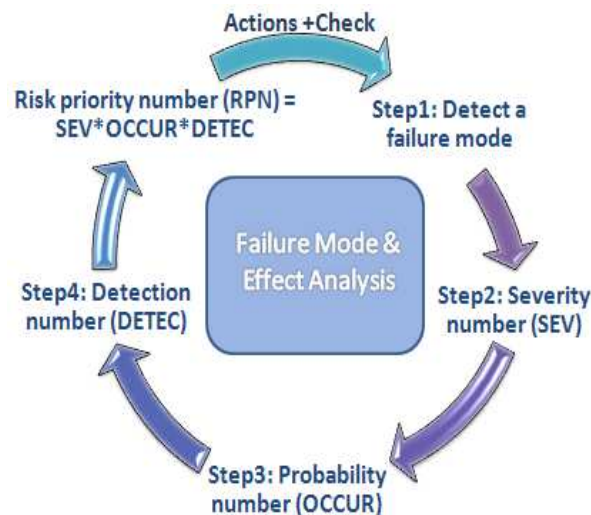 Actions +Check
Step1: Detect a
failure mode
Step2: Severity
number (SEV)
Step3: Probability
number (OCCUR)
Step4: Detection
number (DETEC)
Risk priority number (RPN) =
SEV*OCCUR*DETEC
Failure Mode &
Effect Analysis